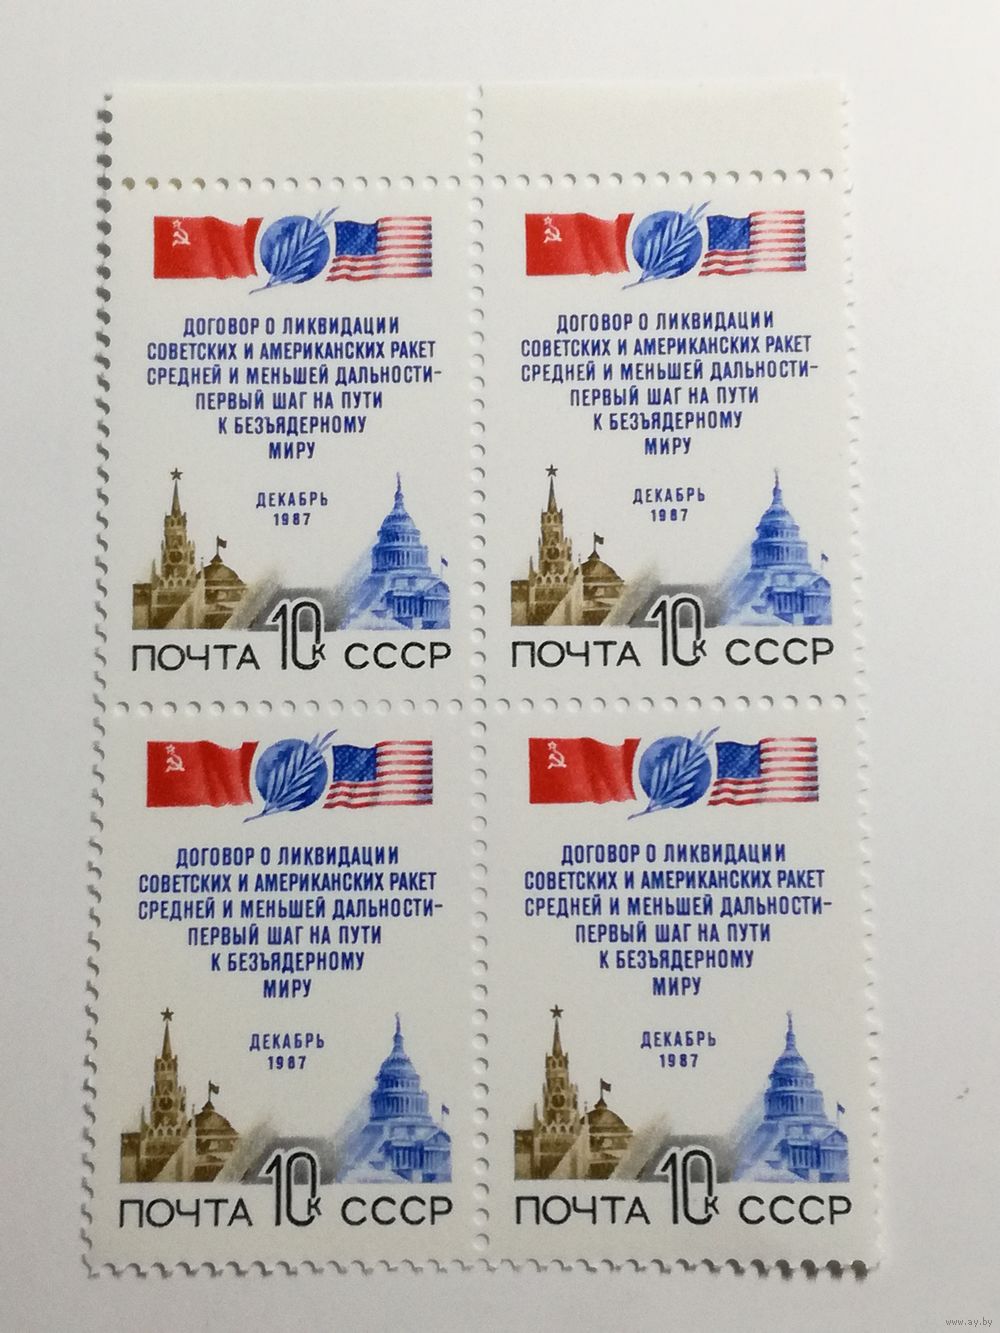 ДОГОВОР О ЛИКВИДАЦИИ
СОВЕТСКИХ И АМЕРИКАНСКИХ РАКЕТ
СРЕДНЕЙ И МЕНЬШЕЙ ДАЛЬНОСТИ-
ПЕРВЫЙ ШАГ НА ПУТИ
К БЕЗЪЯДЕРНОМУ
МИРУ
ДЕКАБРЬ
1987
ПОЧТА 10К СССР
ДОГОВОР О ЛИКВИДАЦИИ
СОВЕТСКИХ И АМЕРИКАНСКИХ РАКЕТ
СРЕДНЕЙ И МЕНЬШЕЙ ДАЛЬНОСТИ-
ПЕРВЫЙ ШАГ НА ПУТИ
К БЕЗЪЯДЕРНОМУ
МИРУ
ДЕКАБРЬ
1987
ПОЧТА 10К СССР
ДОГОВОР О ЛИКВИДАЦИИ
СОВЕТСКИХ И АМЕРИКАНСКИХ РАКЕТ
СРЕДНЕЙ И МЕНЬШЕЙ ДАЛЬНОСТИ-
ПЕРВЫЙ ШАГ НА ПУТИ
К БЕЗЪЯДЕРНОМУ
МИРУ
ДЕКАБРЬ
1987
ПОЧТА 10К СССР
ДОГОВОР О ЛИКВИДАЦИИ
СОВЕТСКИХ И АМЕРИКАНСКИХ РАКЕТ
СРЕДНЕЙ И МЕНЬШЕЙ ДАЛЬНОСТИ-
ПЕРВЫЙ ШАГ НА ПУТИ
К БЕЗЪЯДЕРНОМУ
МИРУ
ДЕКАБРЬ
1987
ПОЧТА 10К СССР
www.ay.by